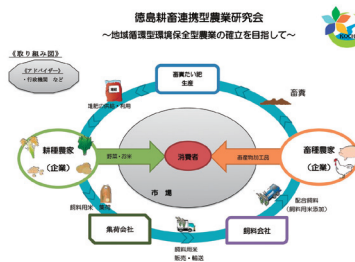 徳島耕畜連携型農業研究会
～地域循環型環境保全型農業の確立を目指して～
《取り組み図》
《アドバイザー》
・行政機関 など
畜糞たい肥
生産
堆肥の供給・利用
畜糞
耕種農家
(企業)
野菜・お米
消費者
畜産物加工品
畜種農家
(企業)
市 場
飼料用米
配合飼料
(飼料用米添加)
集荷会社
飼料用米
販売・輸送
飼料会社